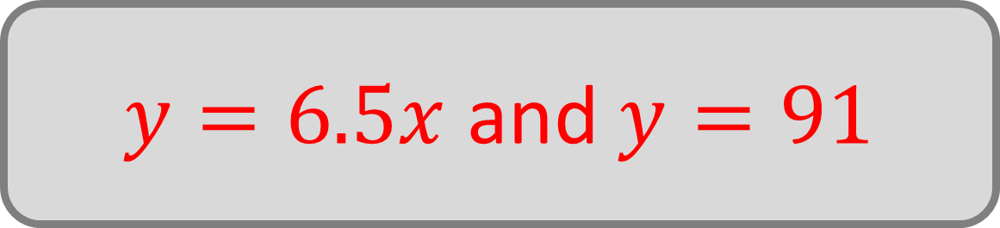 y = 6.5x and y = 91